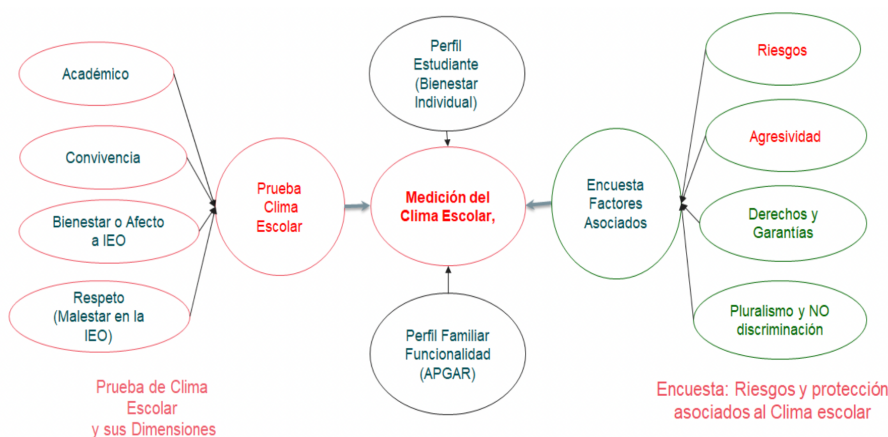 Académico
Convivencia
Bienestar o Afecto
a IEO
Respeto
(Malestar en la
IEO)
Prueba
Clima
Escolar
Prueba de Clima
Escolar
y sus Dimensiones
Perfil
Estudiante
(Bienestar
Individual)
Medición del
Clima Escolar,
Perfil Familiar
Funcionalidad
(APGAR)
Encuesta
Factores
Asociados
Riesgos
Agresividad
Derechos y
Garantías
Pluralismo y NO
discriminación
Encuesta: Riesgos y protección
asociados al Clima escolar